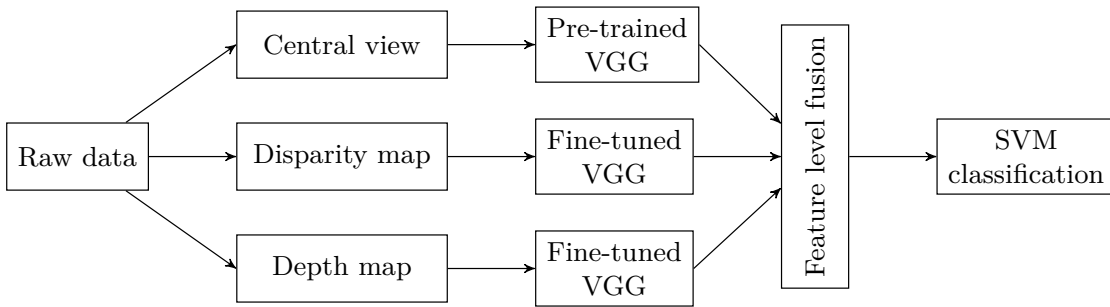 Raw data
Central view
Disparity map
Depth map
Pre-trained
VGG
Fine-tuned
VGG
Fine-tuned
VGG
Feature level fusion
SVM
classification